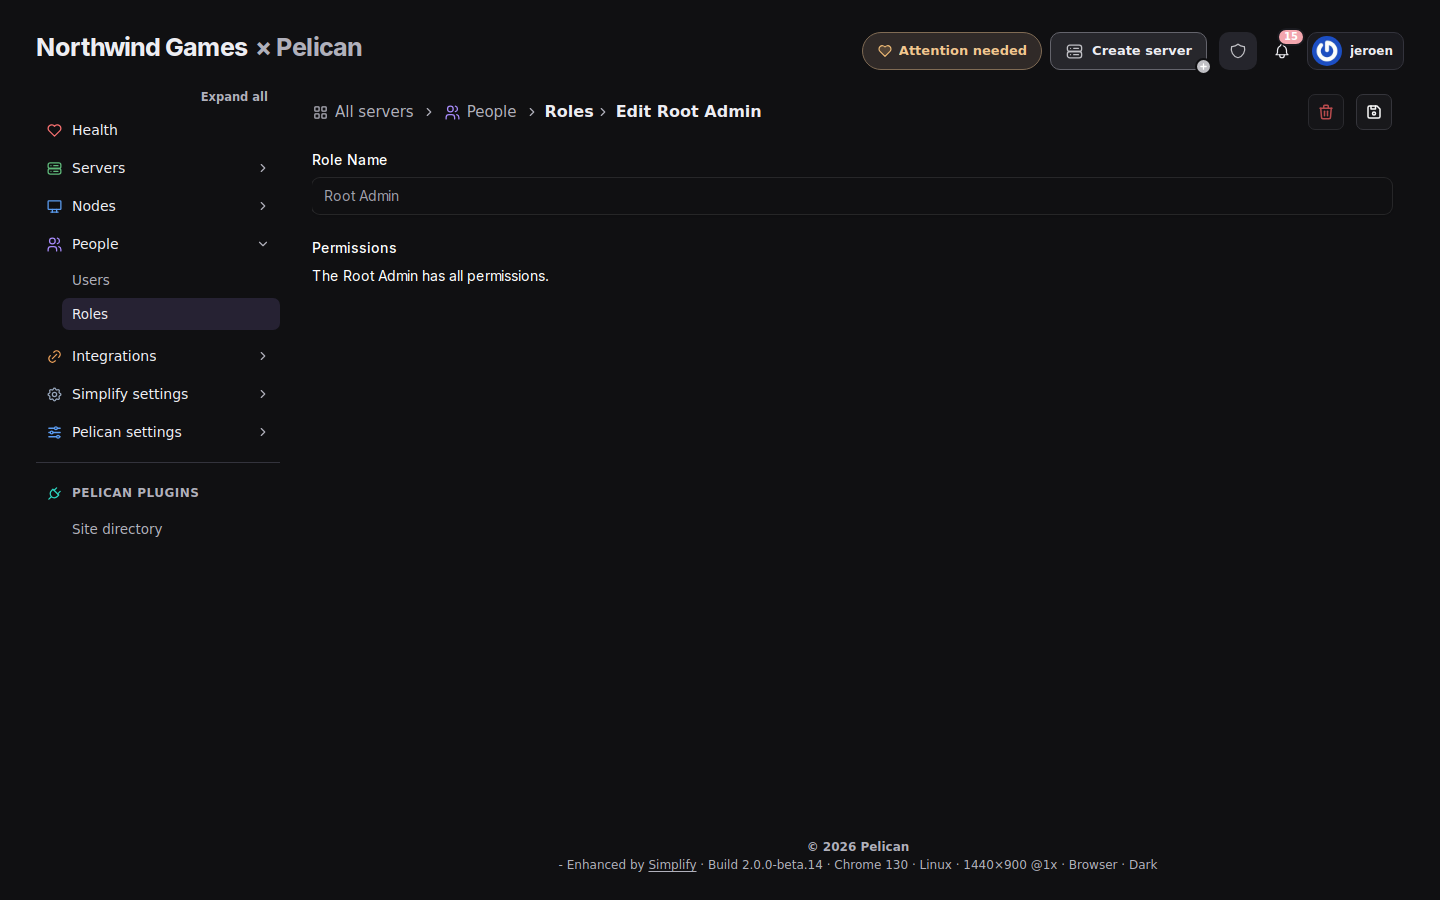 Northwind Games × Pelican
Attention needed
Create server
15
jeroen
Expand all
Health
Servers
Nodes
People
Users
Roles
Integrations
Simplify settings
Pelican settings
PELICAN PLUGINS
Site directory
All servers > People > Roles > Edit Root Admin
Role Name
Root Admin
Permissions
The Root Admin has all permissions.
© 2026 Pelican
- Enhanced by Simplify · Build 2.0.0-beta.14 · Chrome 130 · Linux · 1440×900 @1x · Browser · Dark